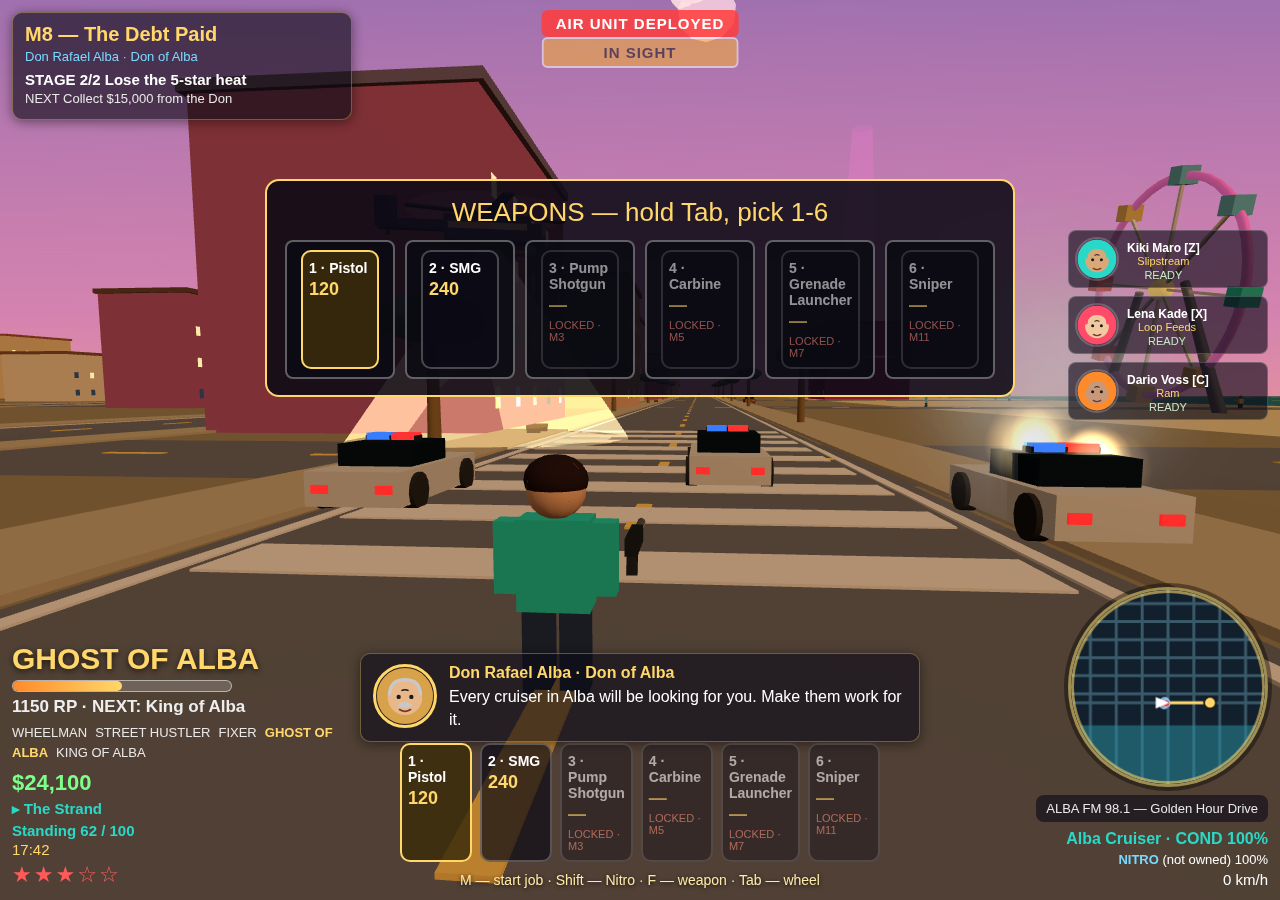 M8 — The Debt Paid
Don Rafael Alba · Don of Alba
STAGE 2/2 Lose the 5-star heat
NEXT Collect $15,000 from the Don
AIR UNIT DEPLOYED
IN SIGHT
WEAPONS — hold Tab, pick 1-6
1 · Pistol
120
2 · SMG
240
3 · Pump
Shotgun
—
LOCKED ·
M3
4 ·
Carbine
—
LOCKED ·
M5
5 ·
Grenade
Launcher
—
LOCKED ·
M7
6 ·
Sniper
—
LOCKED ·
M11
Kiki Maro [Z]
Slipstream
READY
Lena Kade [X]
Loop Feeds
READY
Dario Voss [C]
Ram
READY
GHOST OF ALBA
1150 RP · NEXT: King of Alba
WHEELMAN STREET HUSTLER FIXER GHOST OF
ALBA KING OF ALBA
$24,100
▸ The Strand
Standing 62 / 100
17:42
★★★☆☆
Don Rafael Alba · Don of Alba
Every cruiser in Alba will be looking for you. Make them work for
it.
1 ·
Pistol
120
2 · SMG
240
3 ·
Pump
Shotgun
—
LOCKED ·
M3
4 ·
Carbine
—
LOCKED ·
M5
5 ·
Grenade
Launcher
—
LOCKED ·
M7
6 ·
Sniper
—
LOCKED ·
M11
M — start job · Shift — Nitro · F — weapon · Tab — wheel
ALBA FM 98.1 — Golden Hour Drive
Alba Cruiser · COND 100%
NITRO (not owned) 100%
0 km/h